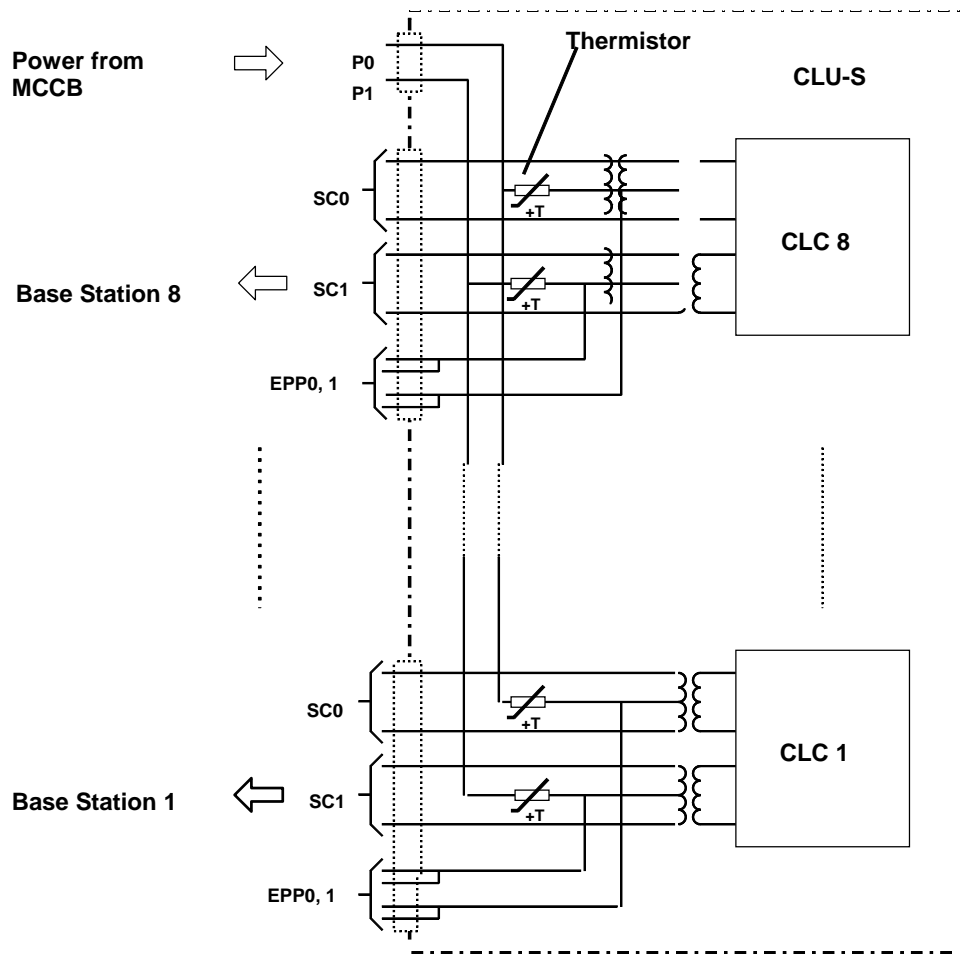 Power from
MCCB
P0
P1
Thermistor
CLU-S
SC0
+T
CLC 8
Base Station 8
SC1
+T
EPP0, 1
SC0
+T
CLC 1
Base Station 1
SC1
+T
EPP0, 1